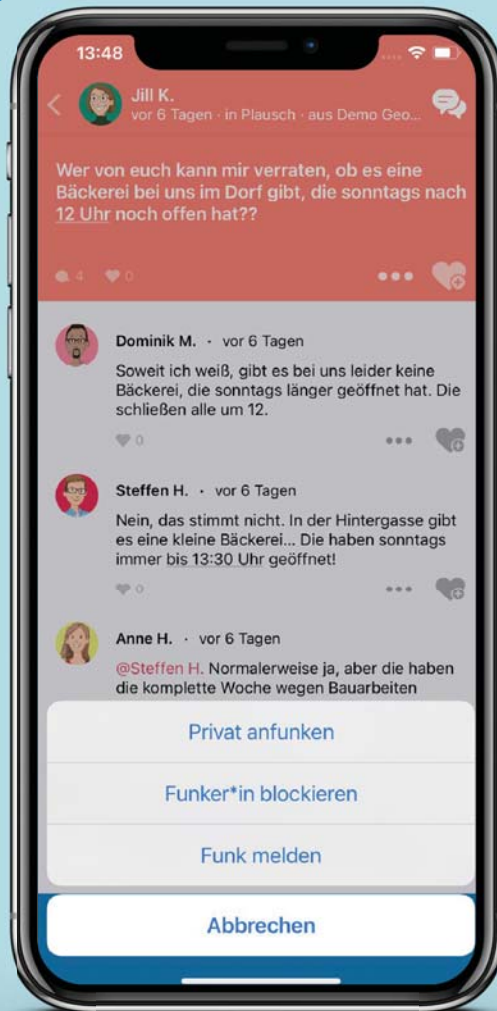 13:48
Jill K.
vor 6 Tagen · in Plausch · aus Demo Geo...
Wer von euch kann mir verraten, ob es eine
Bäckerei bei uns im Dorf gibt, die sonntags nach
12 Uhr noch offen hat??
4 0
Dominik M. · vor 6 Tagen
Soweit ich weiß, gibt es bei uns leider keine
Bäckerei, die sonntags länger geöffnet hat. Die
schließen alle um 12.
0
Steffen H. · vor 6 Tagen
Nein, das stimmt nicht. In der Hintergasse gibt
es eine kleine Bäckerei... Die haben sonntags
immer bis 13:30 Uhr geöffnet!
0
Anne H. · vor 6 Tagen
@Steffen H. Normalerweise ja, aber die haben
die komplette Woche wegen Bauarbeiten
Privat anfunken
Funker*in blockieren
Funk melden
Abbrechen